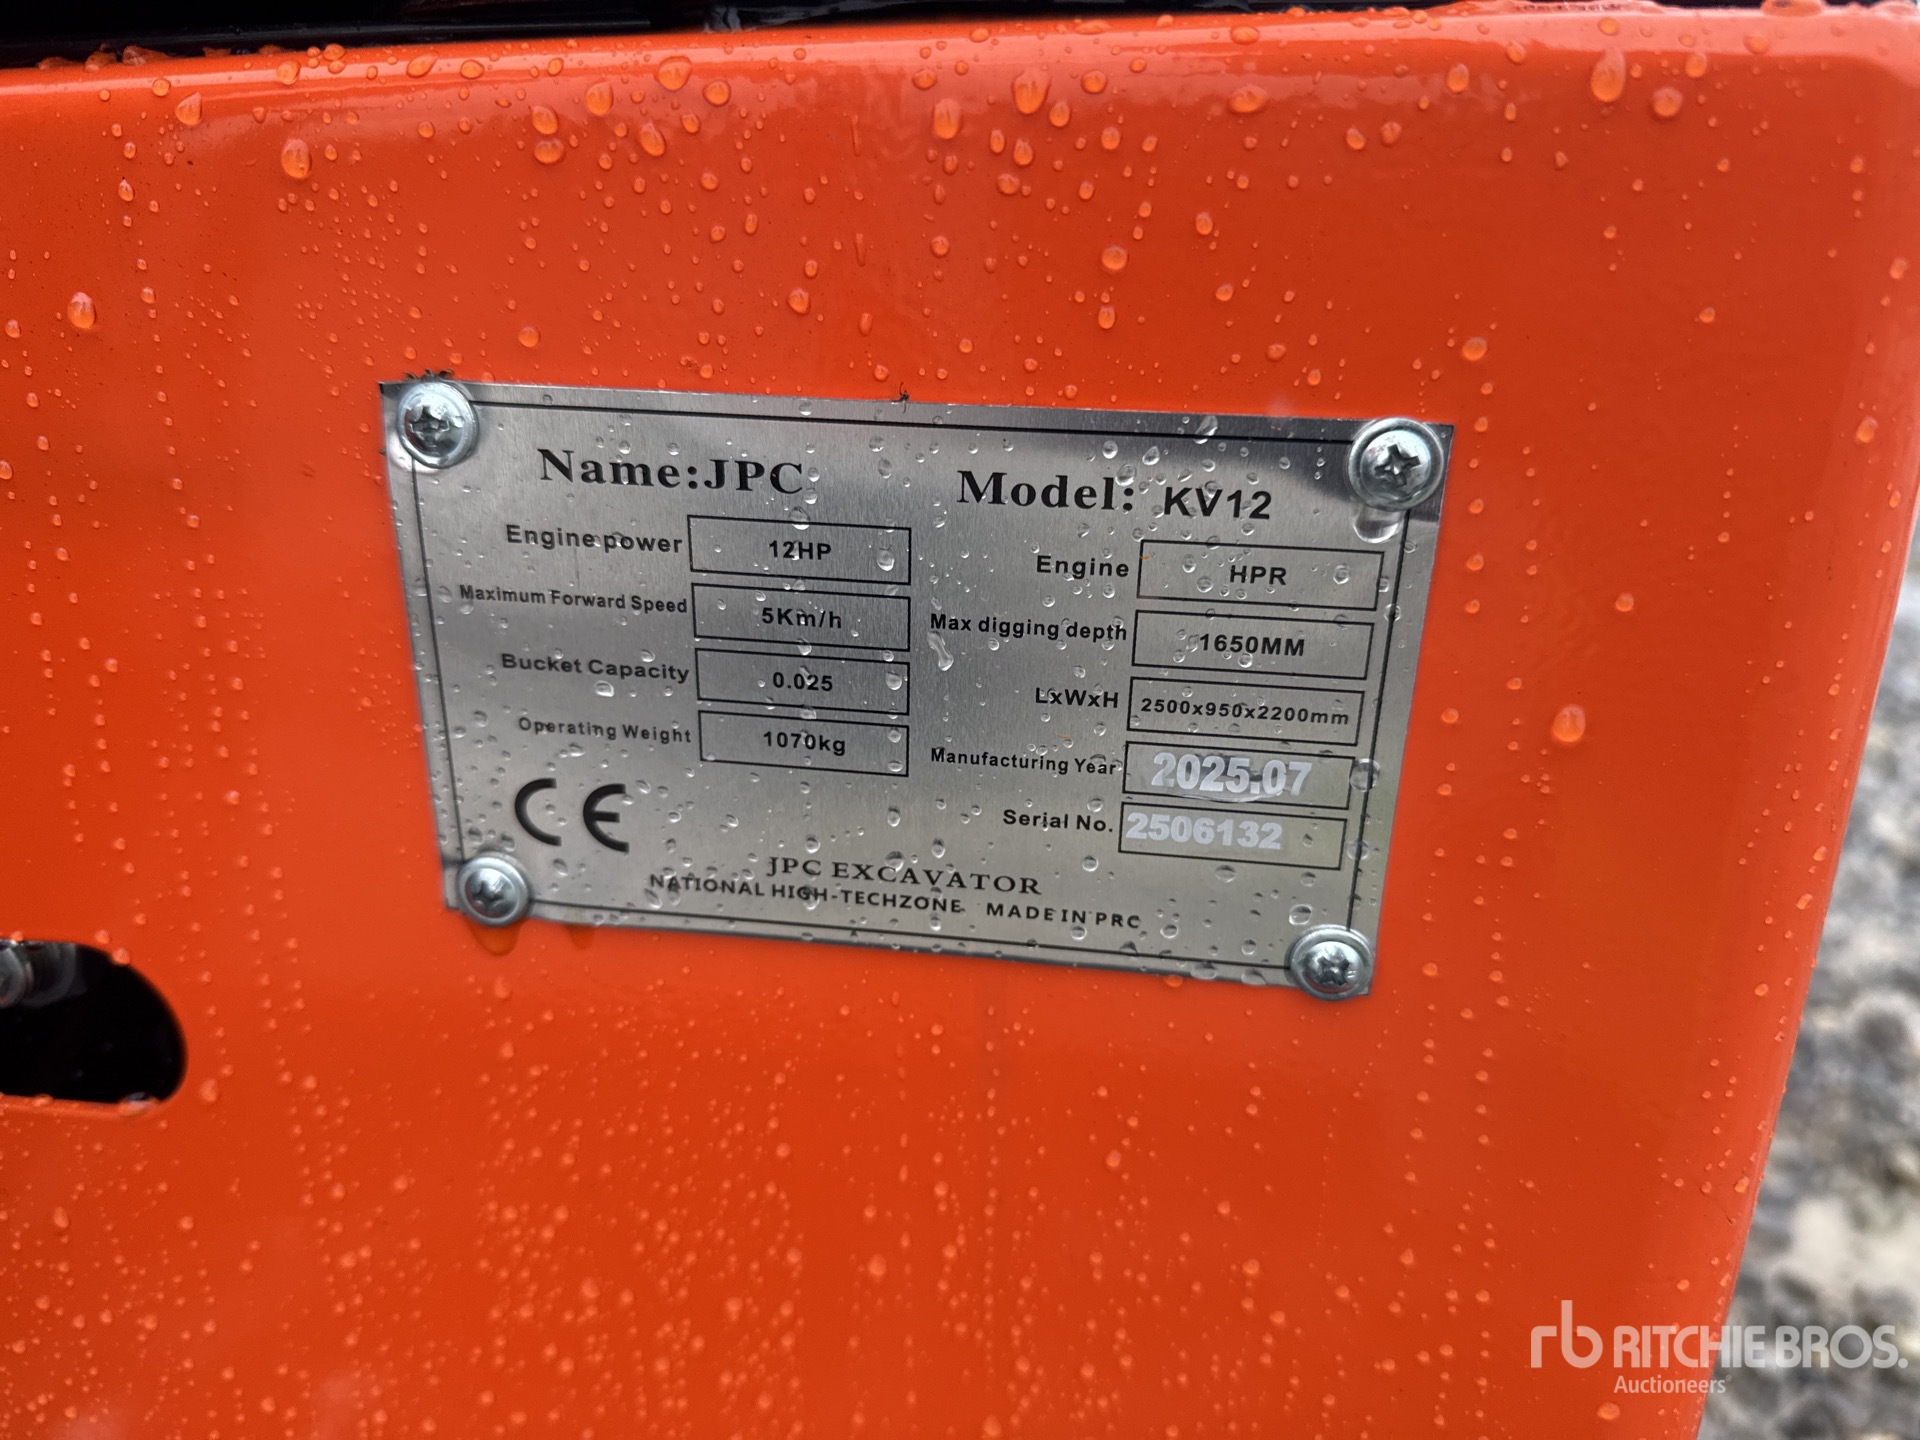 Name:JPC Model: KV12
Engine power 12HP Engine HPR
Maximum Forward Speed 5Km/h Max digging depth 1650MM
Bucket Capacity 0.025 LxWxH 2500x950x2200mm
Operating Weight 1070kg Manufacturing Year 2025.07
CE Serial No. 2506132
JPC EXCAVATOR
NATIONAL HIGH-TECHZONE MADE IN PRC
rb RITCHIE BROS.
Auctioneers